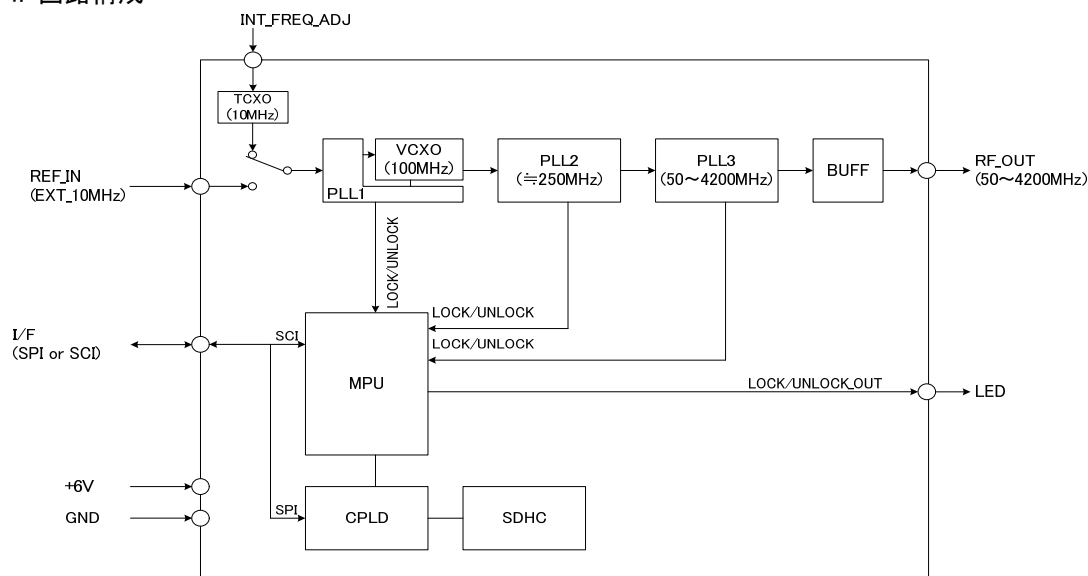 INT_FREQ_ADJ
TCXO
(10MHz)
REF_IN
(EXT_10MHz)
PLL1
VCXO
(100MHz)
PLL2
(≒250MHz)
PLL3
(50～4200MHz)
BUFF
RF_OUT
(50～4200MHz)
LOCK/UNLOCK
LOCK/UNLOCK
LOCK/UNLOCK
I/F
(SPI or SCI)
SCI
MPU
LOCK/UNLOCK_OUT
LED
+6V
GND
SPI
CPLD
SDHC